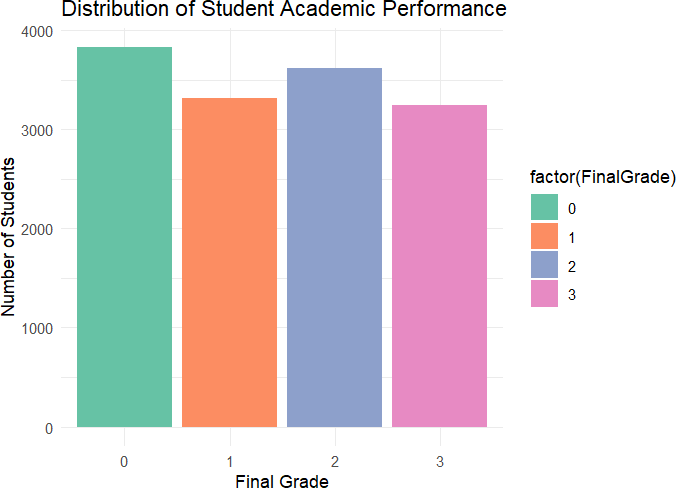 Distribution of Student Academic Performance
Number of Students
4000
3000
2000
1000
0
0 1 2 3
Final Grade
factor(FinalGrade)
0
1
2
3